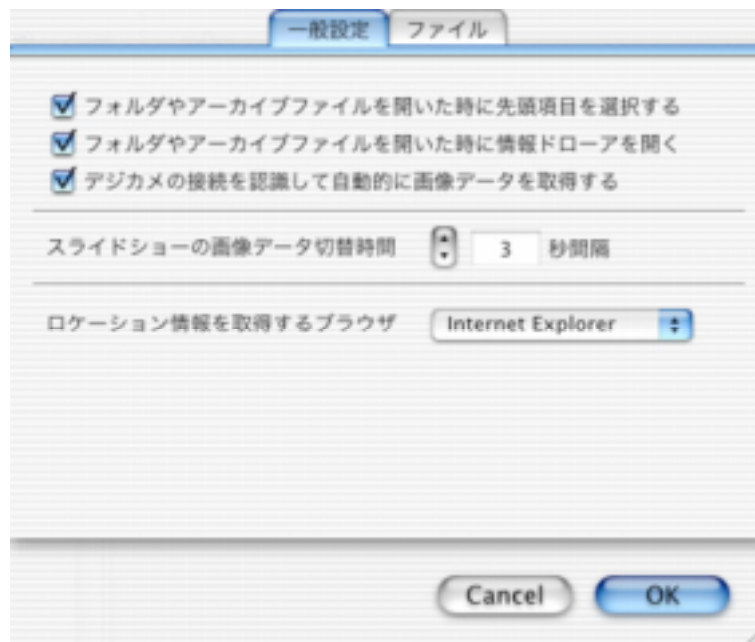 一般設定 ファイル
フォルダやアーカイブファイルを開いた時に先頭項目を選択する
フォルダやアーカイブファイルを開いた時に情報ドローアを開く
デジカメの接続を認識して自動的に画像データを取得する
スライドショーの画像データ切替時間 3 秒間隔
ロケーション情報を取得するブラウザ Internet Explorer
Cancel OK